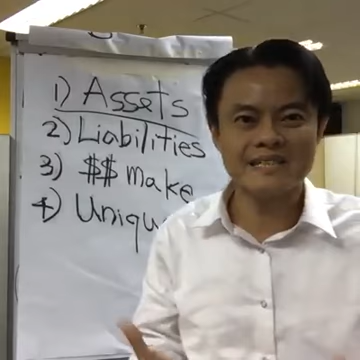 1) Assets
2) Liabilities
3) $$ make
4) Uniqu